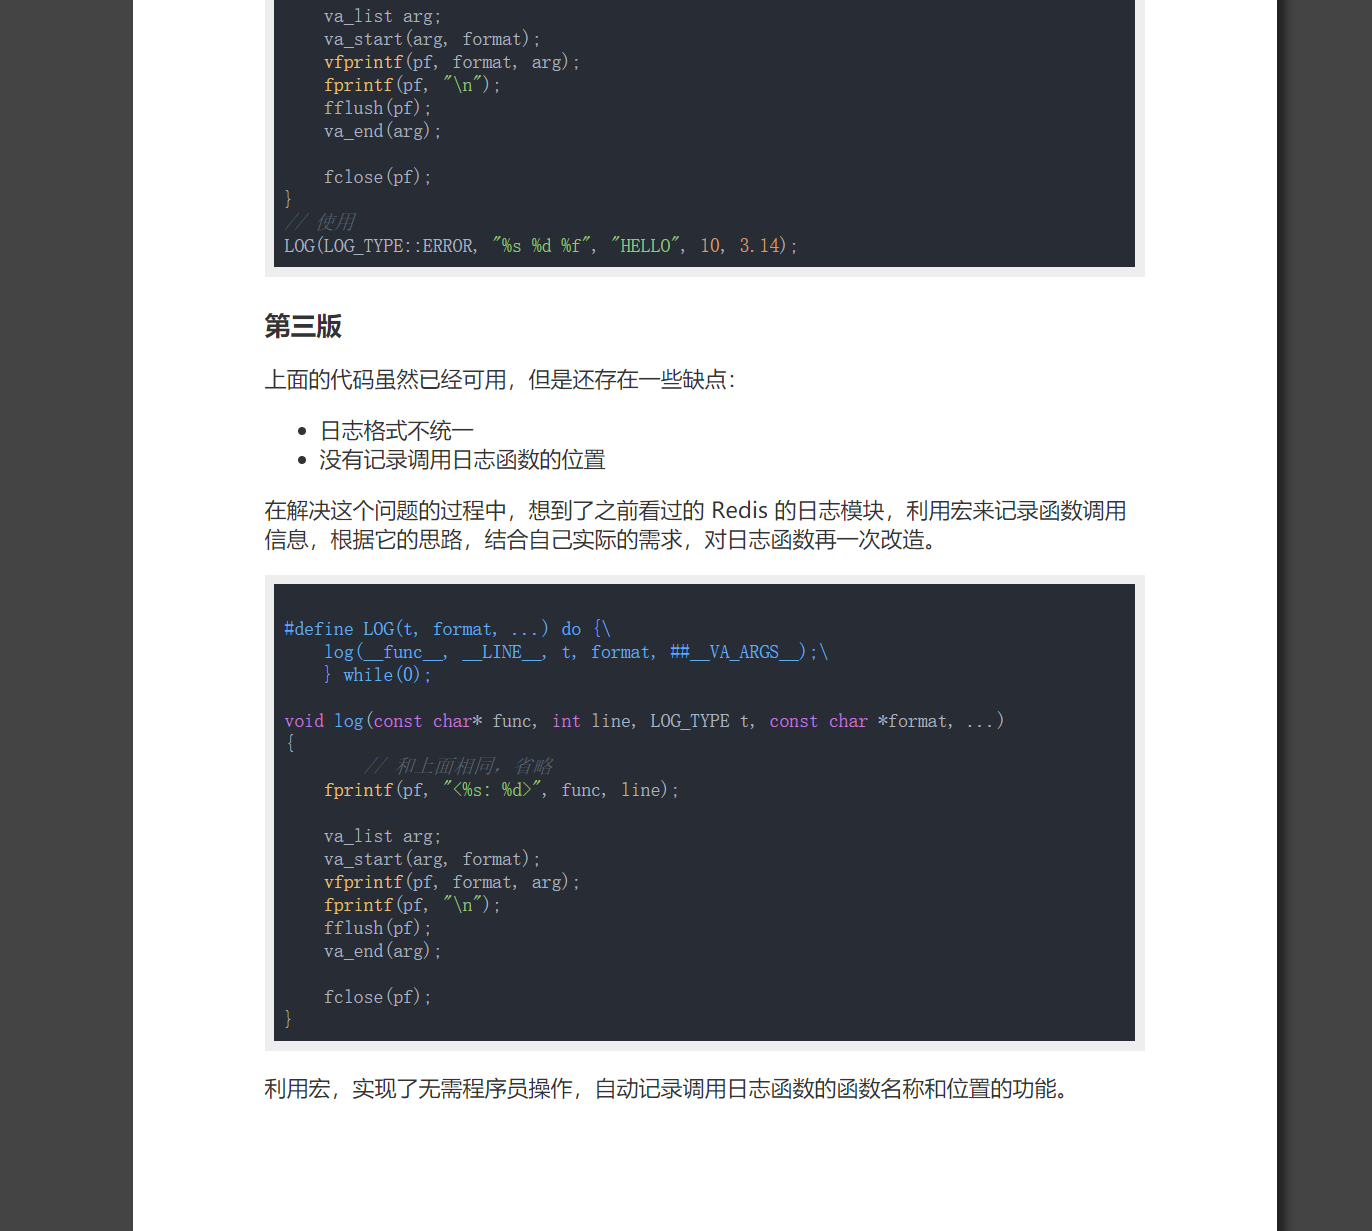 va_list arg;
va_start(arg, format);
vfprintf(pf, format, arg);
fprintf(pf, "\n");
fflush(pf);
va_end(arg);
fclose(pf);
}
// 使用
LOG(LOG_TYPE::ERROR, "%s %d %f", "HELLO", 10, 3.14);
第三版
上面的代码虽然已经可用，但是还存在一些缺点：
• 日志格式不统一
• 没有记录调用日志函数的位置
在解决这个问题的过程中，想到了之前看过的 Redis 的日志模块，利用宏来记录函数调用
信息，根据它的思路，结合自己实际的需求，对日志函数再一次改造。
#define LOG(t, format, ...) do {\
log(__func__, __LINE__, t, format, ##__VA_ARGS__);\
} while(0);
void log(const char* func, int line, LOG_TYPE t, const char *format, ...)
{
// 和上面相同，省略
fprintf(pf, "<%s: %d>", func, line);
va_list arg;
va_start(arg, format);
vfprintf(pf, format, arg);
fprintf(pf, "\n");
fflush(pf);
va_end(arg);
fclose(pf);
}
利用宏，实现了无需程序员操作，自动记录调用日志函数的函数名称和位置的功能。